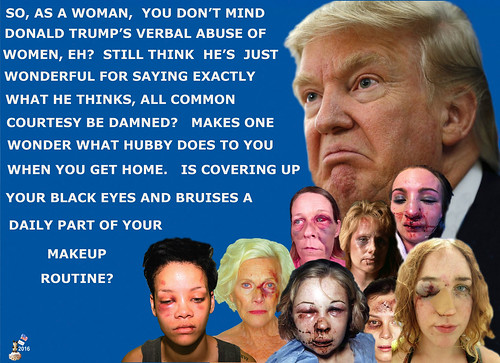 SO, AS A WOMAN, YOU DON'T MIND
DONALD TRUMP'S VERBAL ABUSE OF
WOMEN, EH? STILL THINK HE'S JUST
WONDERFUL FOR SAYING EXACTLY
WHAT HE THINKS, ALL COMMON
COURTESY BE DAMNED? MAKES ONE
WONDER WHAT HUBBY DOES TO YOU
WHEN YOU GET HOME. IS COVERING UP
YOUR BLACK EYES AND BRUISES A
DAILY PART OF YOUR
MAKEUP
ROUTINE?
2016